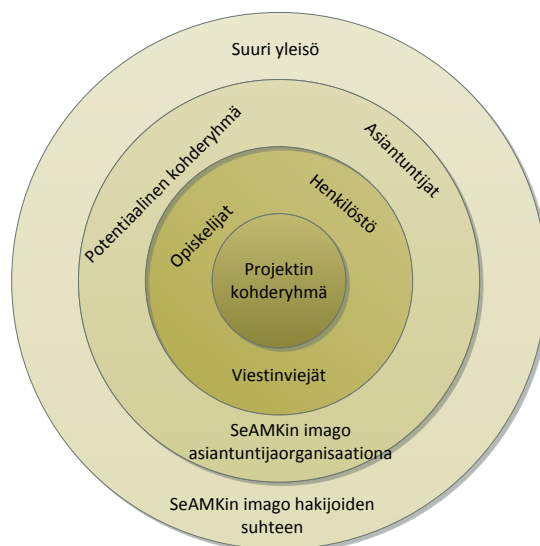 Suuri yleisö
Potentiaalinen kohderyhmä
Asiantuntijat
Opiskelijat
Henkilöstö
Projektin
kohderyhmä
Viestinviejät
SeAMKin imago
asiantuntijaorganisaationa
SeAMKin imago hakijoiden
suhteen